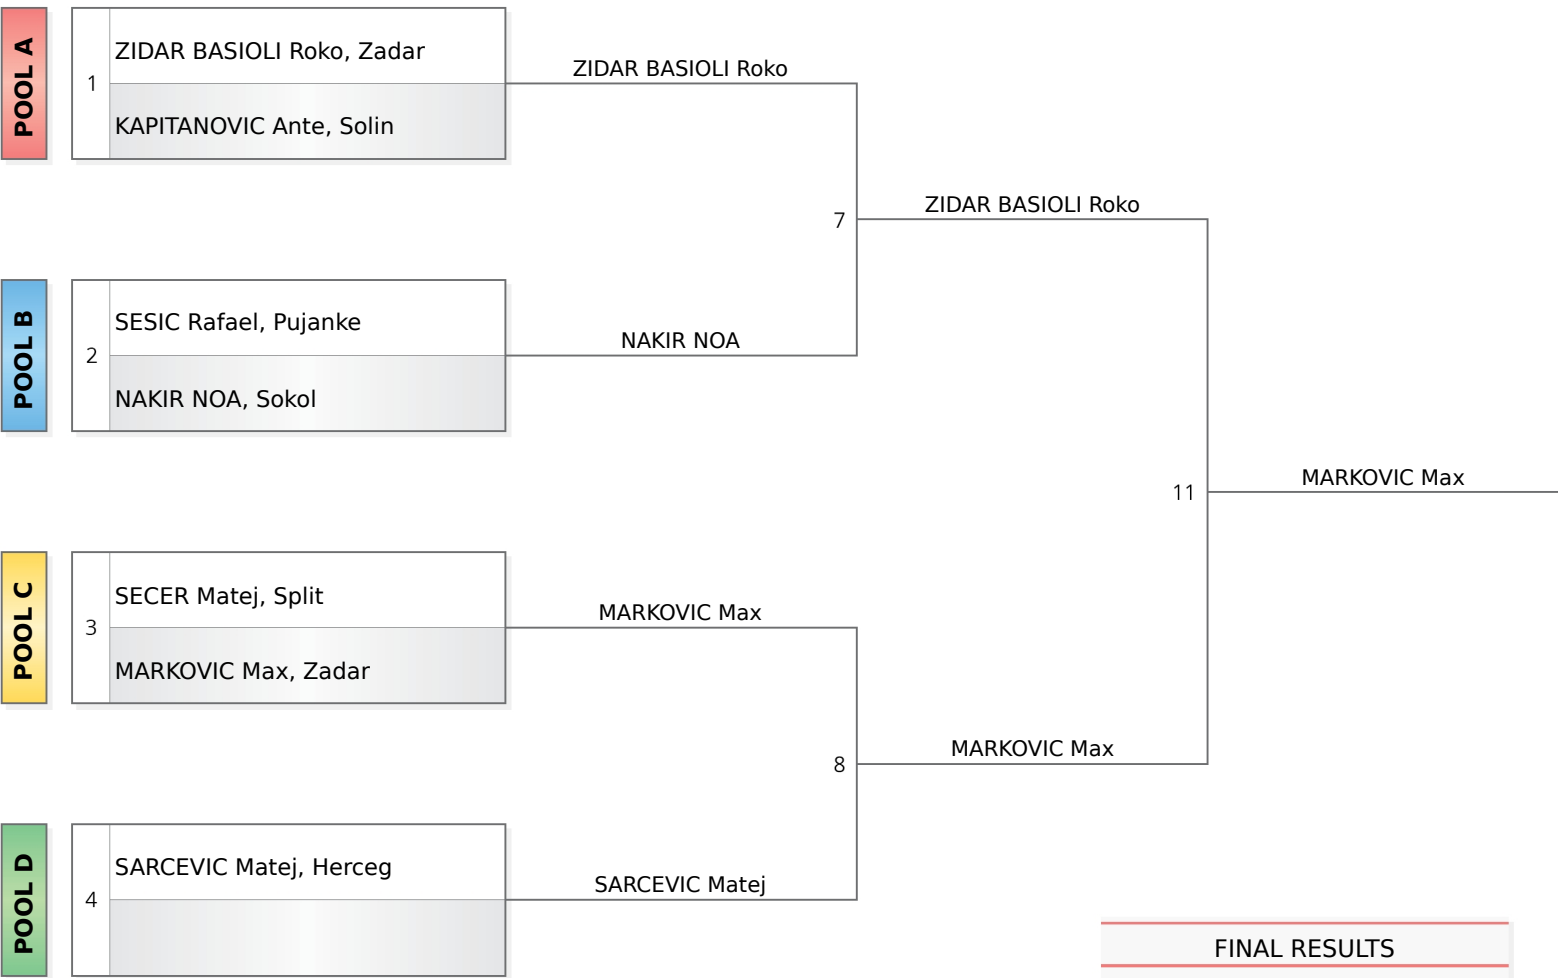 POOL A
1
ZIDAR BASIOLI Roko, Zadar
KAPITANOVIC Ante, Solin
ZIDAR BASIOLI Roko
7
ZIDAR BASIOLI Roko
POOL B
2
SESIC Rafael, Pujanke
NAKIR NOA, Sokol
NAKIR NOA
11
MARKOVIC Max
POOL C
3
SECER Matej, Split
MARKOVIC Max, Zadar
MARKOVIC Max
8
MARKOVIC Max
POOL D
4
SARCEVIC Matej, Herceg
SARCEVIC Matej
FINAL RESULTS